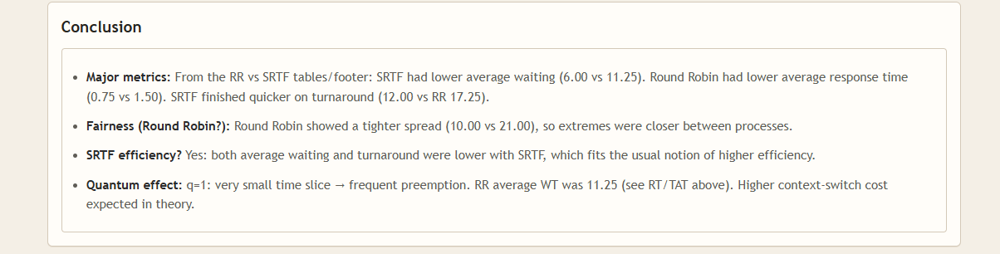 Conclusion
Major metrics: From the RR vs SRTF tables/footer: SRTF had lower average waiting (6.00 vs 11.25). Round Robin had lower average response time
(0.75 vs 1.50). SRTF finished quicker on turnaround (12.00 vs RR 17.25).
Fairness (Round Robin?): Round Robin showed a tighter spread (10.00 vs 21.00), so extremes were closer between processes.
SRTF efficiency? Yes: both average waiting and turnaround were lower with SRTF, which fits the usual notion of higher efficiency.
Quantum effect: q=1: very small time slice → frequent preemption. RR average WT was 11.25 (see RT/TAT above). Higher context-switch cost
expected in theory.